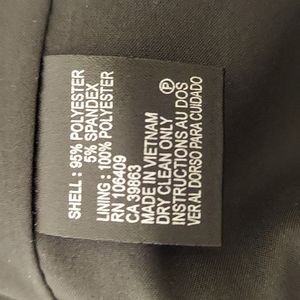 SHELL : 95% POLYESTER
5% SPANDEX
LINING : 100% POLYESTER
RN 106409
CA 39863
MADE IN VIETNAM
DRY CLEAN ONLY
INSTRUCTIONS AU DOS
VER AL DORSO PARA CUIDADO
P